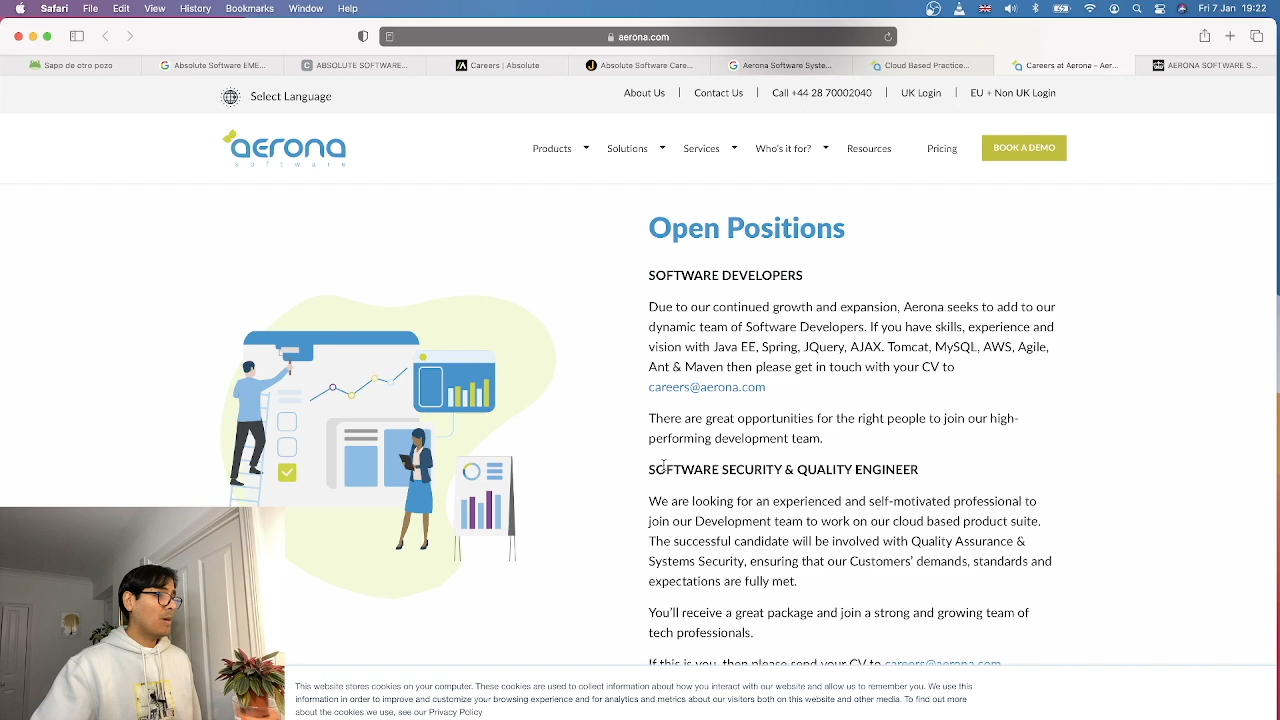 Safari File Edit View History Bookmarks Window Help Fri 7 Jan 19:22
aerona.com
Sapo de otro pozo Absolute Software EME... ABSOLUTE SOFTWARE... Careers | Absolute Absolute Software Care... Aerona Software Syste... Cloud Based Practice... Careers at Aerona – Aer... AERONA SOFTWARE S...
Select Language About Us | Contact Us | Call +44 28 70002040 | UK Login | EU + Non UK Login
aerona
software
Products Solutions Services Who's it for? Resources Pricing BOOK A DEMO
Open Positions
SOFTWARE DEVELOPERS
Due to our continued growth and expansion, Aerona seeks to add to our
dynamic team of Software Developers. If you have skills, experience and
vision with Java EE, Spring, JQuery, AJAX. Tomcat, MySQL, AWS, Agile,
Ant & Maven then please get in touch with your CV to
careers@aerona.com
There are great opportunities for the right people to join our high-
performing development team.
SOFTWARE SECURITY & QUALITY ENGINEER
We are looking for an experienced and self-motivated professional to
join our Development team to work on our cloud based product suite.
The successful candidate will be involved with Quality Assurance &
Systems Security, ensuring that our Customers' demands, standards and
expectations are fully met.
You'll receive a great package and join a strong and growing team of
tech professionals.
If this is you, then please send your CV to careers@aerona.com
This website stores cookies on your computer. These cookies are used to collect information about how you interact with our website and allow us to remember you. We use this
information in order to improve and customize your browsing experience and for analytics and metrics about our visitors both on this website and other media. To find out more
about the cookies we use, see our Privacy Policy